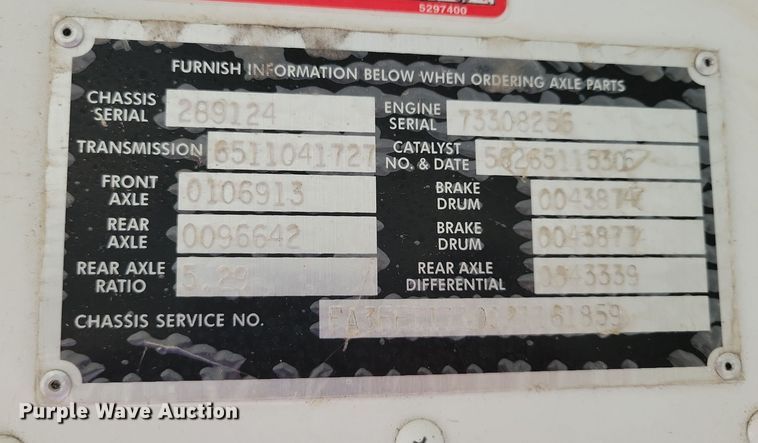 5297400
FURNISH INFORMATION BELOW WHEN ORDERING AXLE PARTS
CHASSIS SERIAL 289124
ENGINE SERIAL 73308256
TRANSMISSION 6511041727
CATALYST NO. & DATE
FRONT AXLE 0106913
BRAKE DRUM
REAR AXLE 0096642
BRAKE DRUM
REAR AXLE RATIO 5.29
REAR AXLE DIFFERENTIAL
CHASSIS SERVICE NO.
Purple Wave Auction